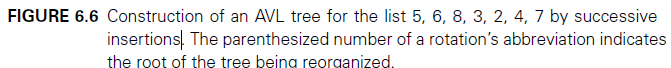 FIGURE 6.6 Construction of an AVL tree for the list 5, 6, 8, 3, 2, 4, 7 by successive
insertions. The parenthesized number of a rotation’s abbreviation indicates
the root of the tree being reorganized.